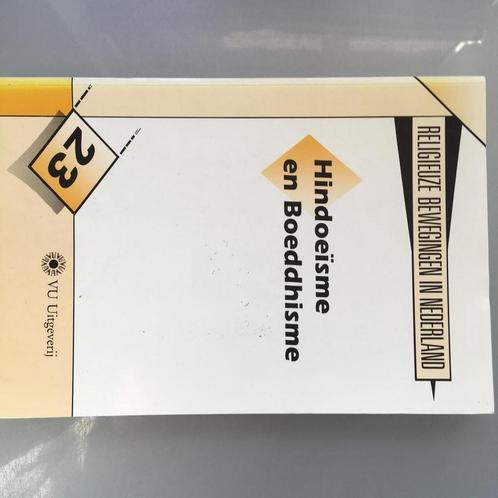 RELIGIEUZE BEWEGINGEN IN NEDERLAND
Hindoeïsme
en Boeddhisme
23
VU Uitgeverij